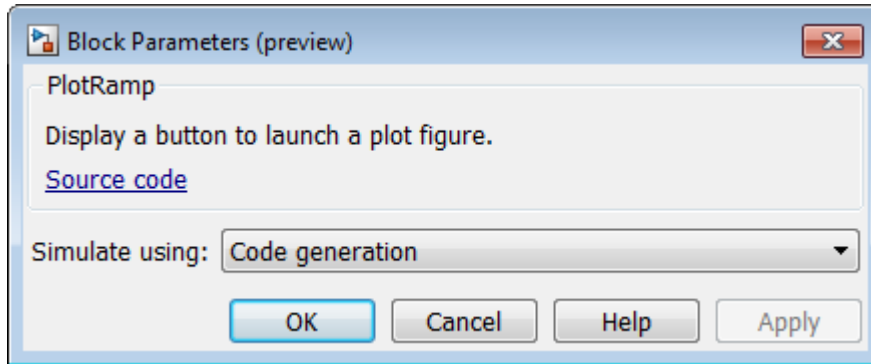 Block Parameters (preview)
PlotRamp
Display a button to launch a plot figure.
Source code
Simulate using: Code generation
OK Cancel Help Apply